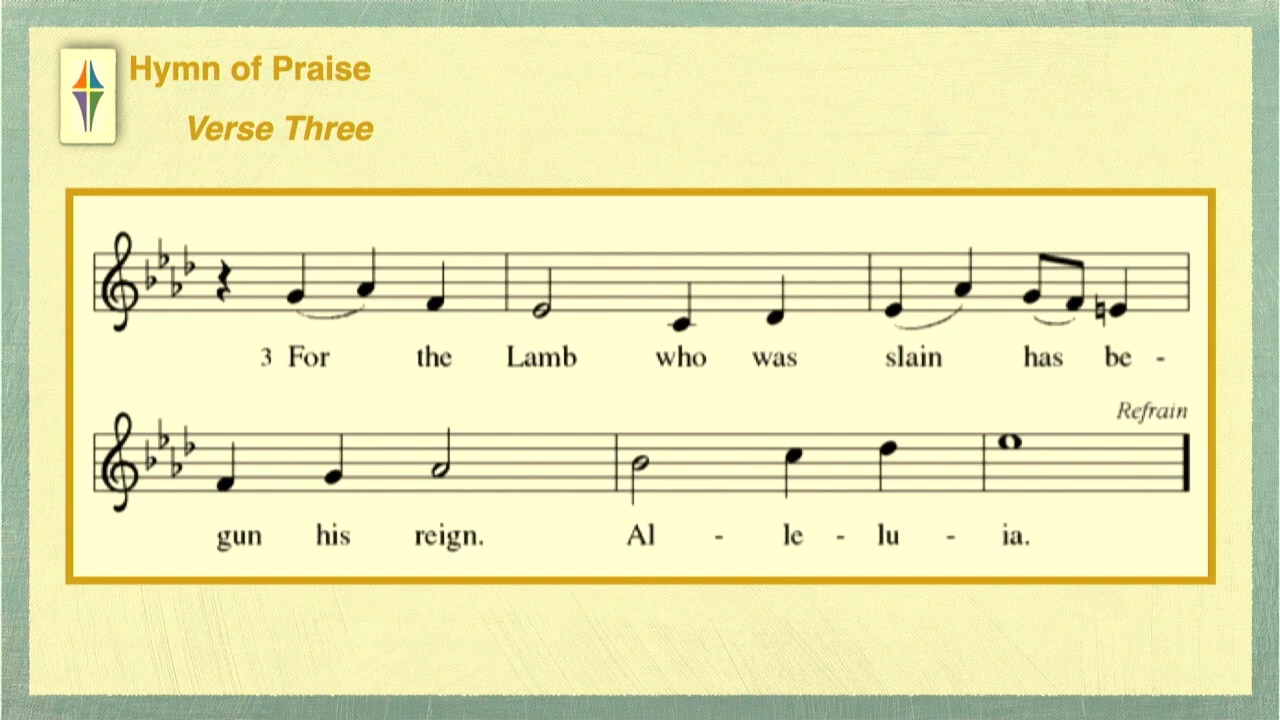 Hymn of Praise
Verse Three
3 For the Lamb who was slain has be -
Refrain
gun his reign. Al - le - lu - ia.